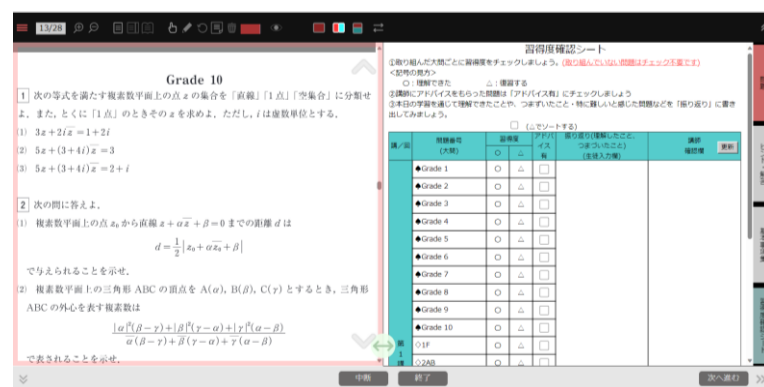 13/28
Grade 10
1 次の等式を満たす複素数平面上の点 z の集合を「直線」「1点」「空集合」に分類せ
よ．また，とくに「1点」のときその z を求めよ．ただし，i は虚数単位とする．
(1) 3z+2iz̅=1+2i
(2) 5z+(3+4i)z̅=3
(3) 5z+(3+4i)z̅=2+i
2 次の問に答えよ．
(1) 複素数平面上の点 z₀ から直線 z+αz̅+β=0 までの距離 d は
d=1/2|z₀+αz̅₀+β|
で与えられることを示せ．
(2) 複素数平面上の三角形 ABC の頂点を A(α), B(β), C(γ) とするとき，三角形
ABC の外心を表す複素数は
|α|²(β−γ)+|β|²(γ−α)+|γ|²(α−β)
α̅(β−γ)+β̅(γ−α)+γ̅(α−β)
で表されることを示せ．
習得度確認シート
①取り組んだ大問ごとに習得度をチェックしましょう。(取り組んでいない問題はチェック不要です)
<記号の見方>
○：理解できた △：復習する
②講師にアドバイスをもらった問題は「アドバイス有」にチェックしましょう
③本日の学習を通じて理解できたことや、つまずいたこと・特に難しいと感じた問題などを「振り返り」に書き
出してみましょう。
(△でソートする)
講／回 問題番号(大問) 習得度 ○ △ アドバイス有 振り返り(理解したこと、つまづいたこと)(生徒入力欄) 講師確認欄 更新
◆Grade 1 ○ △
◆Grade 2 ○ △
◆Grade 3 ○ △
◆Grade 4 ○ △
◆Grade 5 ○ △
◆Grade 6 ○ △
◆Grade 7 ○ △
◆Grade 8 ○ △
◆Grade 9 ○ △
◆Grade 10 ○ △
第1講 ◇1F ○ △
◇2AB ○ △
中断 終了 次へ進む